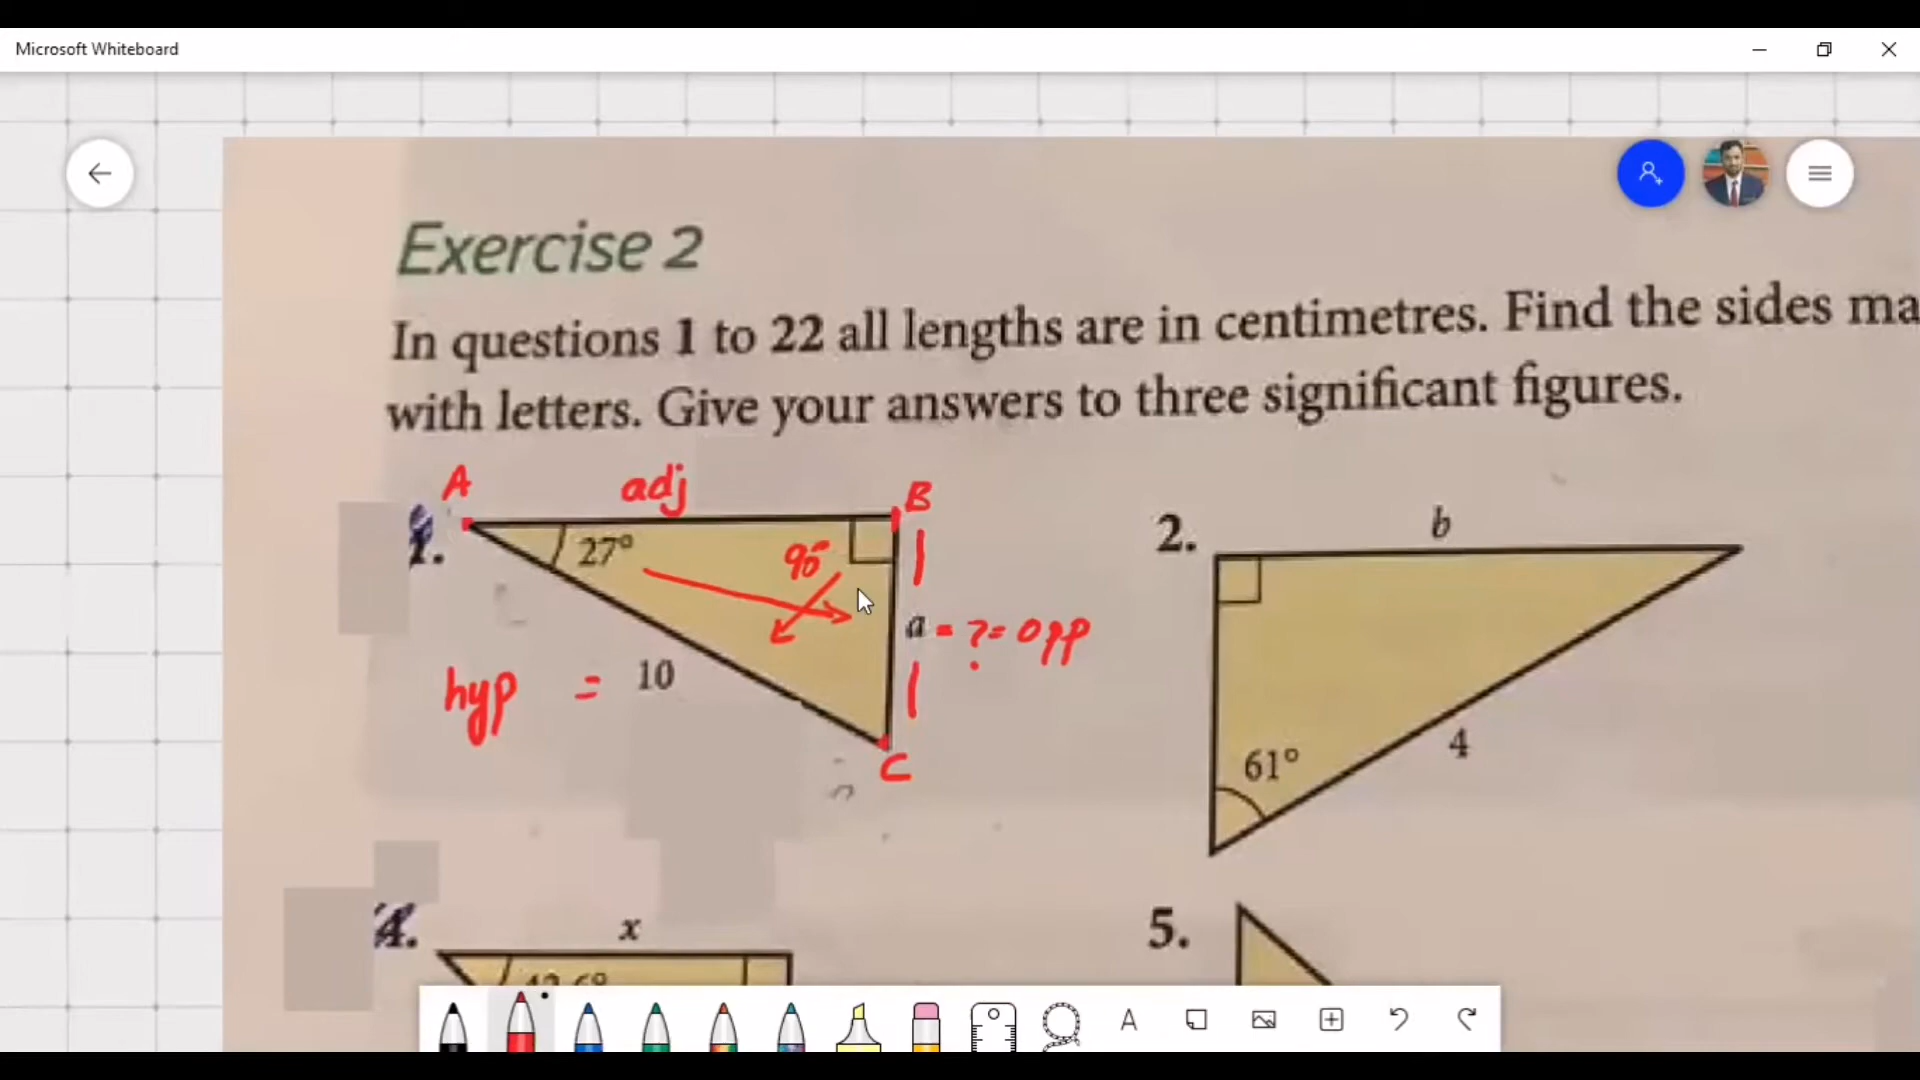 Microsoft Whiteboard
Exercise 2
In questions 1 to 22 all lengths are in centimetres. Find the sides ma
with letters. Give your answers to three significant figures.
A
adj
B
1.
27°
90°
a = ? = opp
hyp = 10
C
2.
b
61°
4
4.
x
5.
A